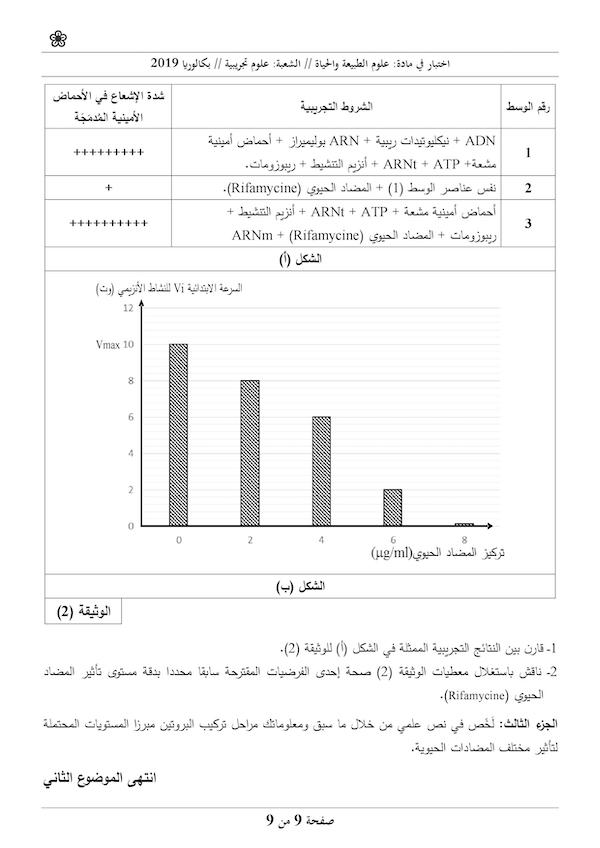 اختبار في مادة: علوم الطبيعة والحياة // الشعبة: علوم تجريبية // بكالوريا 2019
رقم الوسط
الشروط التجريبية
شدة الإشعاع في الأحماض
الأمينية المُدمَجَة
1
ADN + نيكليوتيدات ريبية + ARN بوليميراز + أحماض أمينية
مشعة+ ARNt + ATP + أنزيم التنشيط + ريبوزومات.
+++++++++
2
نفس عناصر الوسط (1) + المضاد الحيوي (Rifamycine).
+
3
أحماض أمينية مشعة + ARNt + ATP + أنزيم التنشيط +
ريبوزومات + المضاد الحيوي (Rifamycine) + ARNm
++++++++++
الشكل (أ)
السرعة الابتدائية Vi للنشاط الأنزيمي (وت)
12
Vmax 10
8
6
4
2
0
0 2 4 6 8
تركيز المضاد الحيوي(µg/ml)
الشكل (ب)
الوثيقة (2)
1- قارن بين النتائج التجريبية الممثلة في الشكل (أ) للوثيقة (2).
2- ناقش باستغلال معطيات الوثيقة (2) صحة إحدى الفرضيات المقترحة سابقا محددا بدقة مستوى تأثير المضاد
الحيوي (Rifamycine).
الجزء الثالث: لَخِّص في نص علمي من خلال ما سبق ومعلوماتك مراحل تركيب البروتين مبرزا المستويات المحتملة
لتأثير مختلف المضادات الحيوية.
انتهى الموضوع الثاني
صفحة 9 من 9